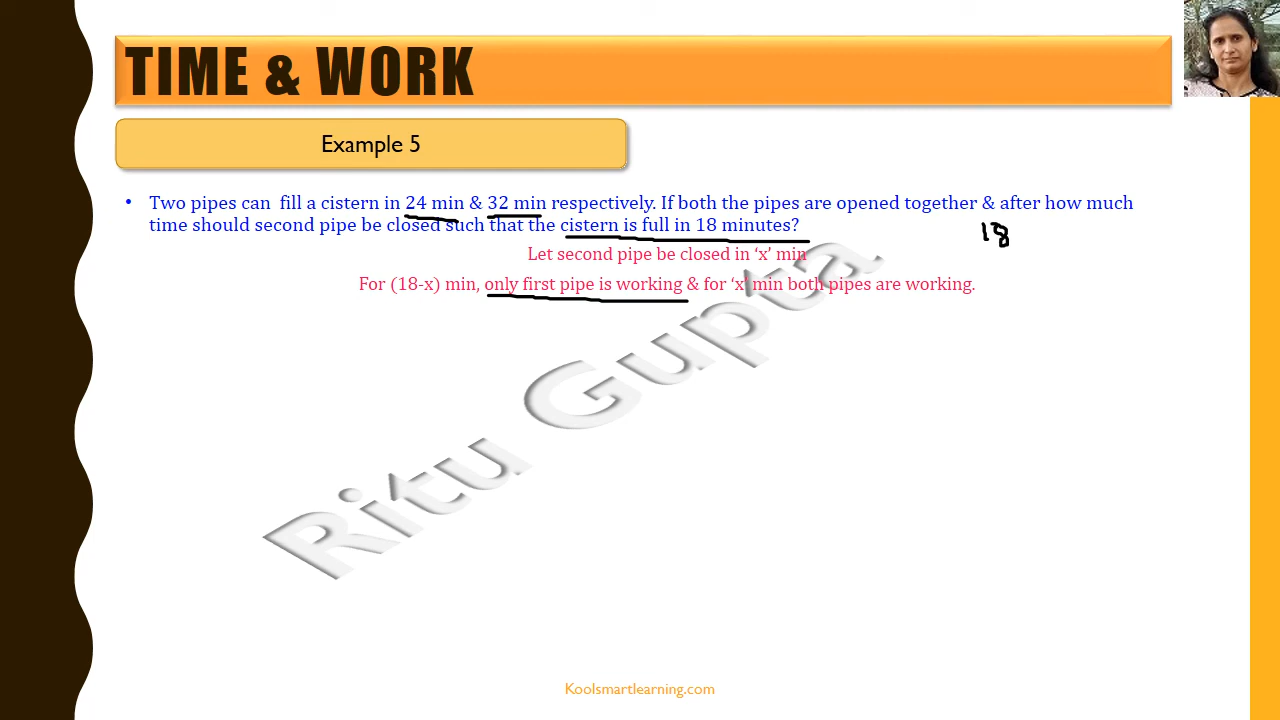 TIME & WORK
Example 5
• Two pipes can fill a cistern in 24 min & 32 min respectively. If both the pipes are opened together & after how much
time should second pipe be closed such that the cistern is full in 18 minutes?
18
Let second pipe be closed in ‘x’ min
For (18-x) min, only first pipe is working & for ‘x’ min both pipes are working.
Ritu Gupta
Koolsmartlearning.com